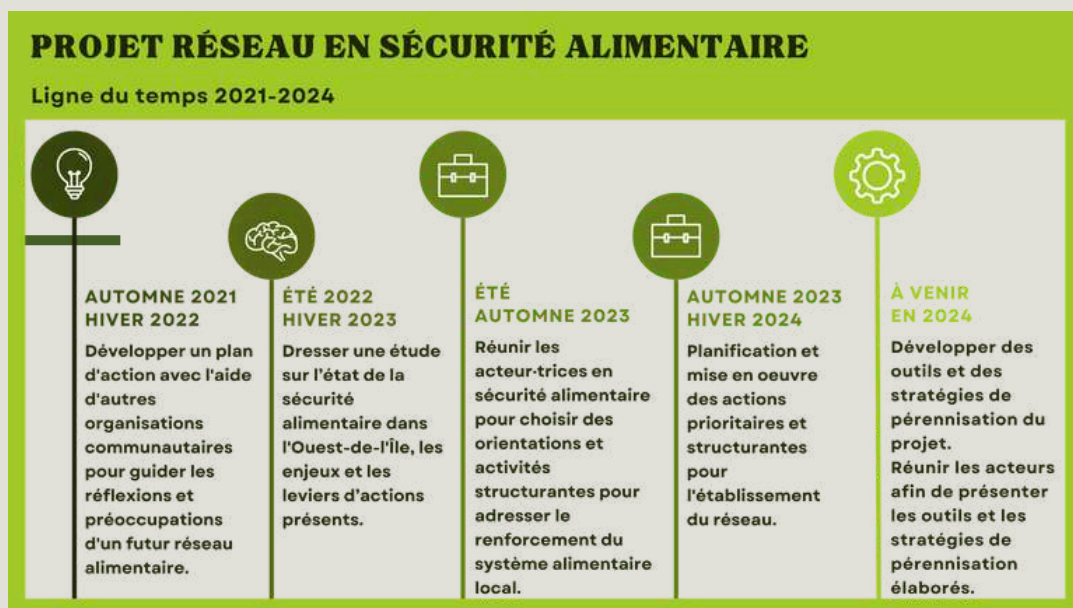 PROJET RÉSEAU EN SÉCURITÉ ALIMENTAIRE
Ligne du temps 2021-2024
AUTOMNE 2021
HIVER 2022
Développer un plan
d'action avec l'aide
d'autres
organisations
communautaires
pour guider les
réflexions et
préoccupations
d'un futur réseau
alimentaire.
ÉTÉ 2022
HIVER 2023
Dresser une étude
sur l'état de la
sécurité
alimentaire dans
l'Ouest-de-l'Île, les
enjeux et les
leviers d'actions
présents.
ÉTÉ
AUTOMNE 2023
Réunir les
acteur·trices en
sécurité alimentaire
pour choisir des
orientations et
activités
structurantes pour
adresser le
renforcement du
système alimentaire
local.
AUTOMNE 2023
HIVER 2024
Planification et
mise en oeuvre
des actions
prioritaires et
structurantes
pour
l'établissement
du réseau.
À VENIR
EN 2024
Développer des
outils et des
stratégies de
pérennisation du
projet.
Réunir les acteurs
afin de présenter
les outils et les
stratégies de
pérennisation
élaborés.